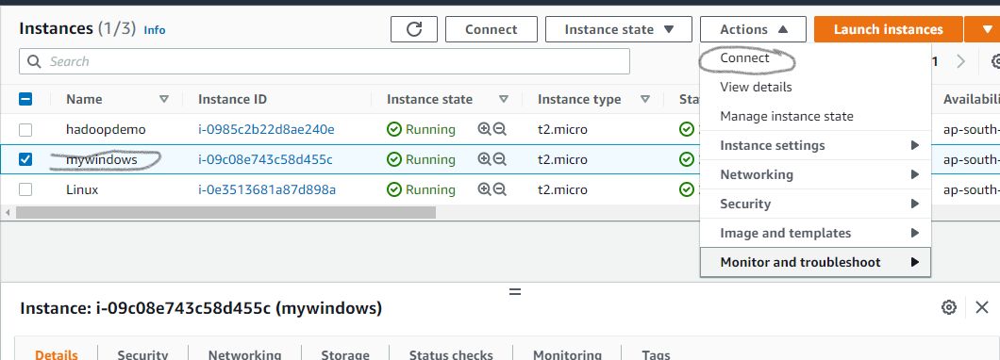 Instances (1/3) Info Connect Instance state Actions Launch instances
Search Connect 1
View details
Name Instance ID Instance state Instance type Sta Availabili
Manage instance state
hadoopdemo i-0985c2b22d8ae240e Running t2.micro ap-south-
Instance settings
mywindows i-09c08e743c58d455c Running t2.micro ap-south-
Networking
Linux i-0e3513681a87d898a Running t2.micro ap-south-
Security
Image and templates
Monitor and troubleshoot
Instance: i-09c08e743c58d455c (mywindows)
Details Security Networking Storage Status checks Monitoring Tags